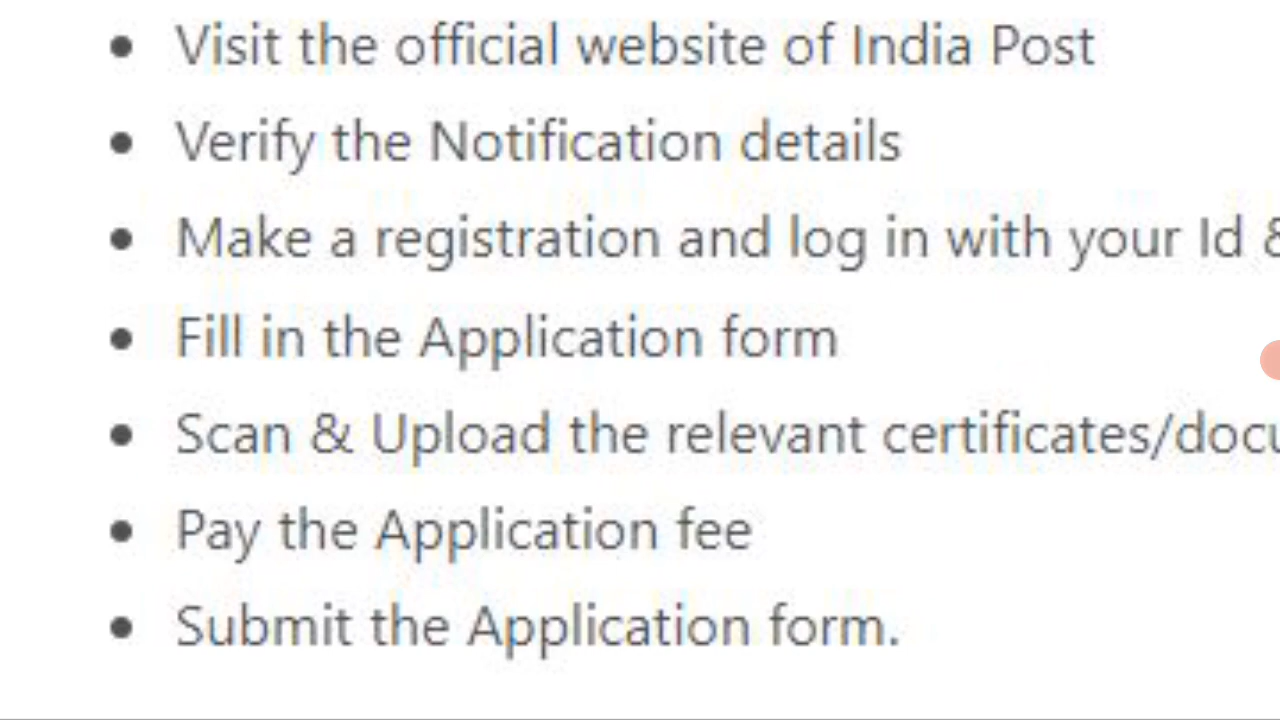 Visit the official website of India Post
Verify the Notification details
Make a registration and log in with your Id &
Fill in the Application form
Scan & Upload the relevant certificates/docu
Pay the Application fee
Submit the Application form.